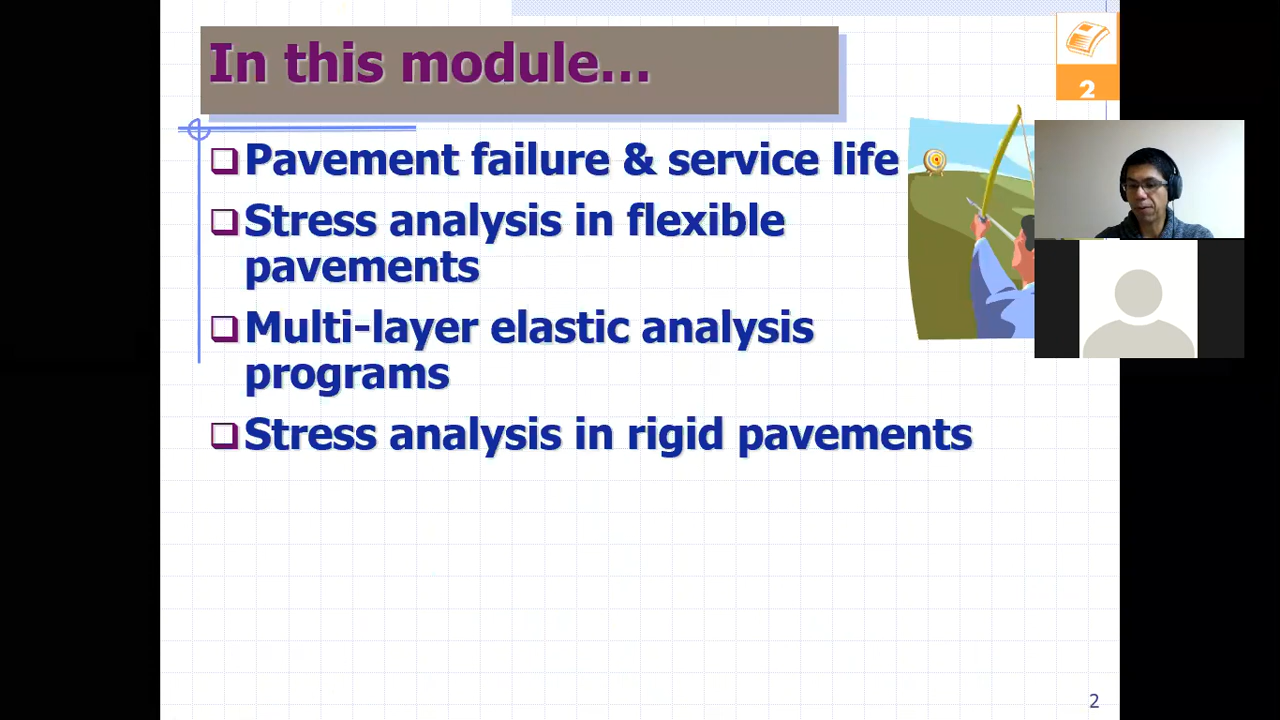 In this module...
2
❑Pavement failure & service life
❑Stress analysis in flexible
pavements
❑Multi-layer elastic analysis
programs
❑Stress analysis in rigid pavements
2